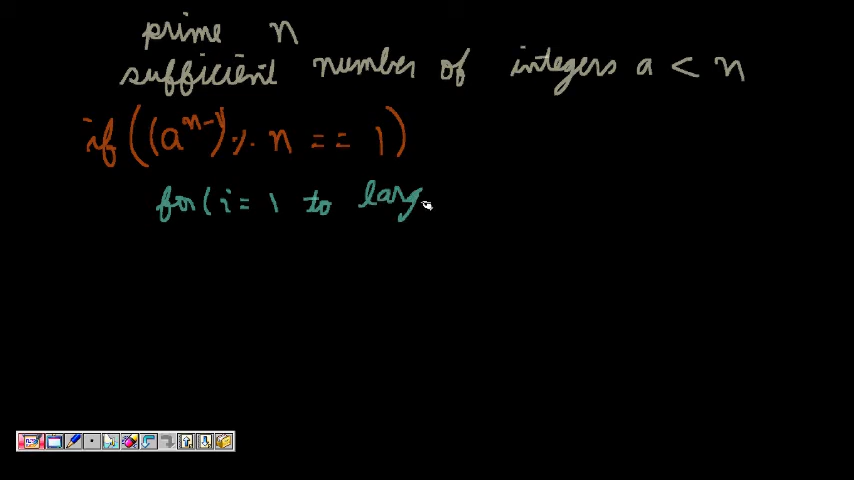 prime n
sufficient number of integers a < n
if((a^{n-1})% n == 1)
for(i = 1 to larg